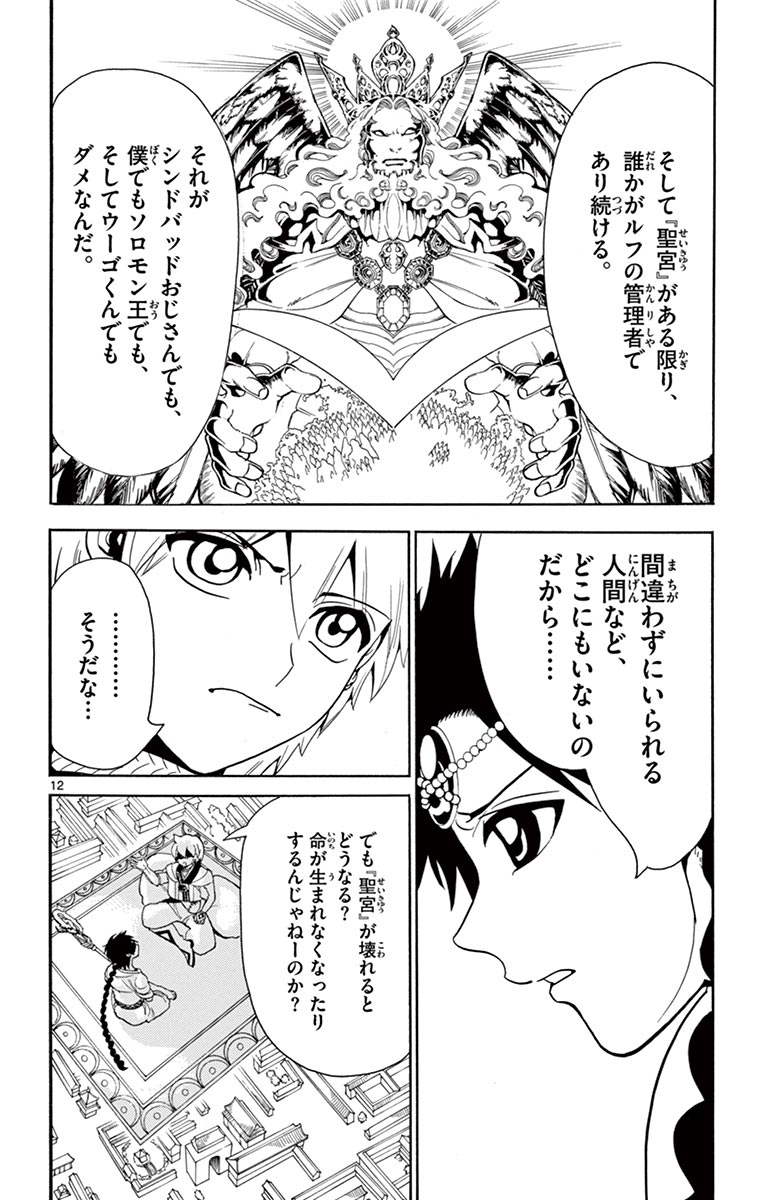 そして『聖宮』がある限り、
誰かがルフの管理者で
あり続ける。
それが
シンドバッドおじさんでも、
僕でもソロモン王でも、
そしてウーゴくんでも
ダメなんだ。
間違わずにいられる
人間など、
どこにもいないの
だから……
…………
そうだな…
12
でも『聖宮』が壊れると
どうなる?
命が生まれなくなったり
するんじゃねーのか?